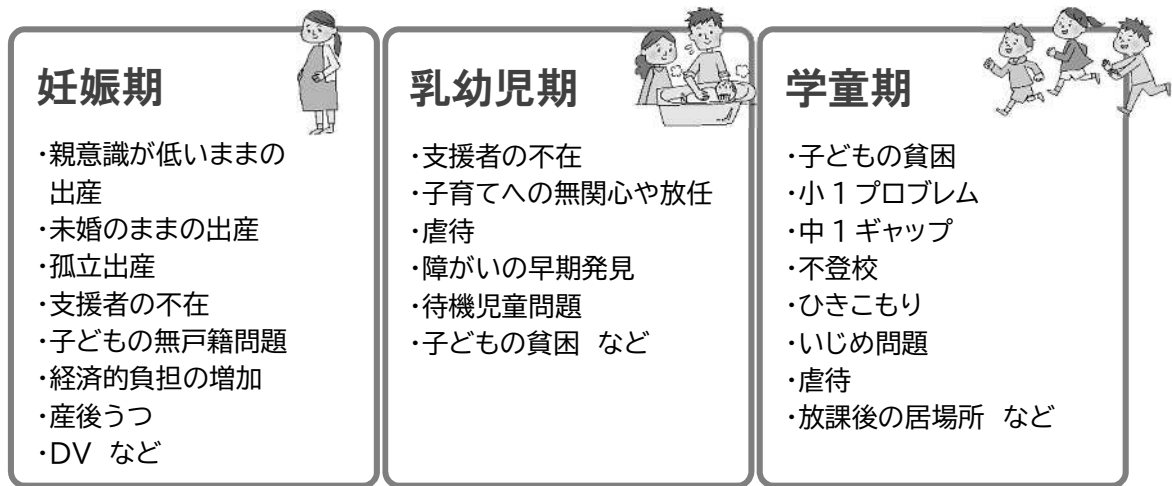 妊娠期
・親意識が低いままの
出産
・未婚のままの出産
・孤立出産
・支援者の不在
・子どもの無戸籍問題
・経済的負担の増加
・産後うつ
・DV など
乳幼児期
・支援者の不在
・子育てへの無関心や放任
・虐待
・障がいの早期発見
・待機児童問題
・子どもの貧困 など
学童期
・子どもの貧困
・小1プロブレム
・中1ギャップ
・不登校
・ひきこもり
・いじめ問題
・虐待
・放課後の居場所 など